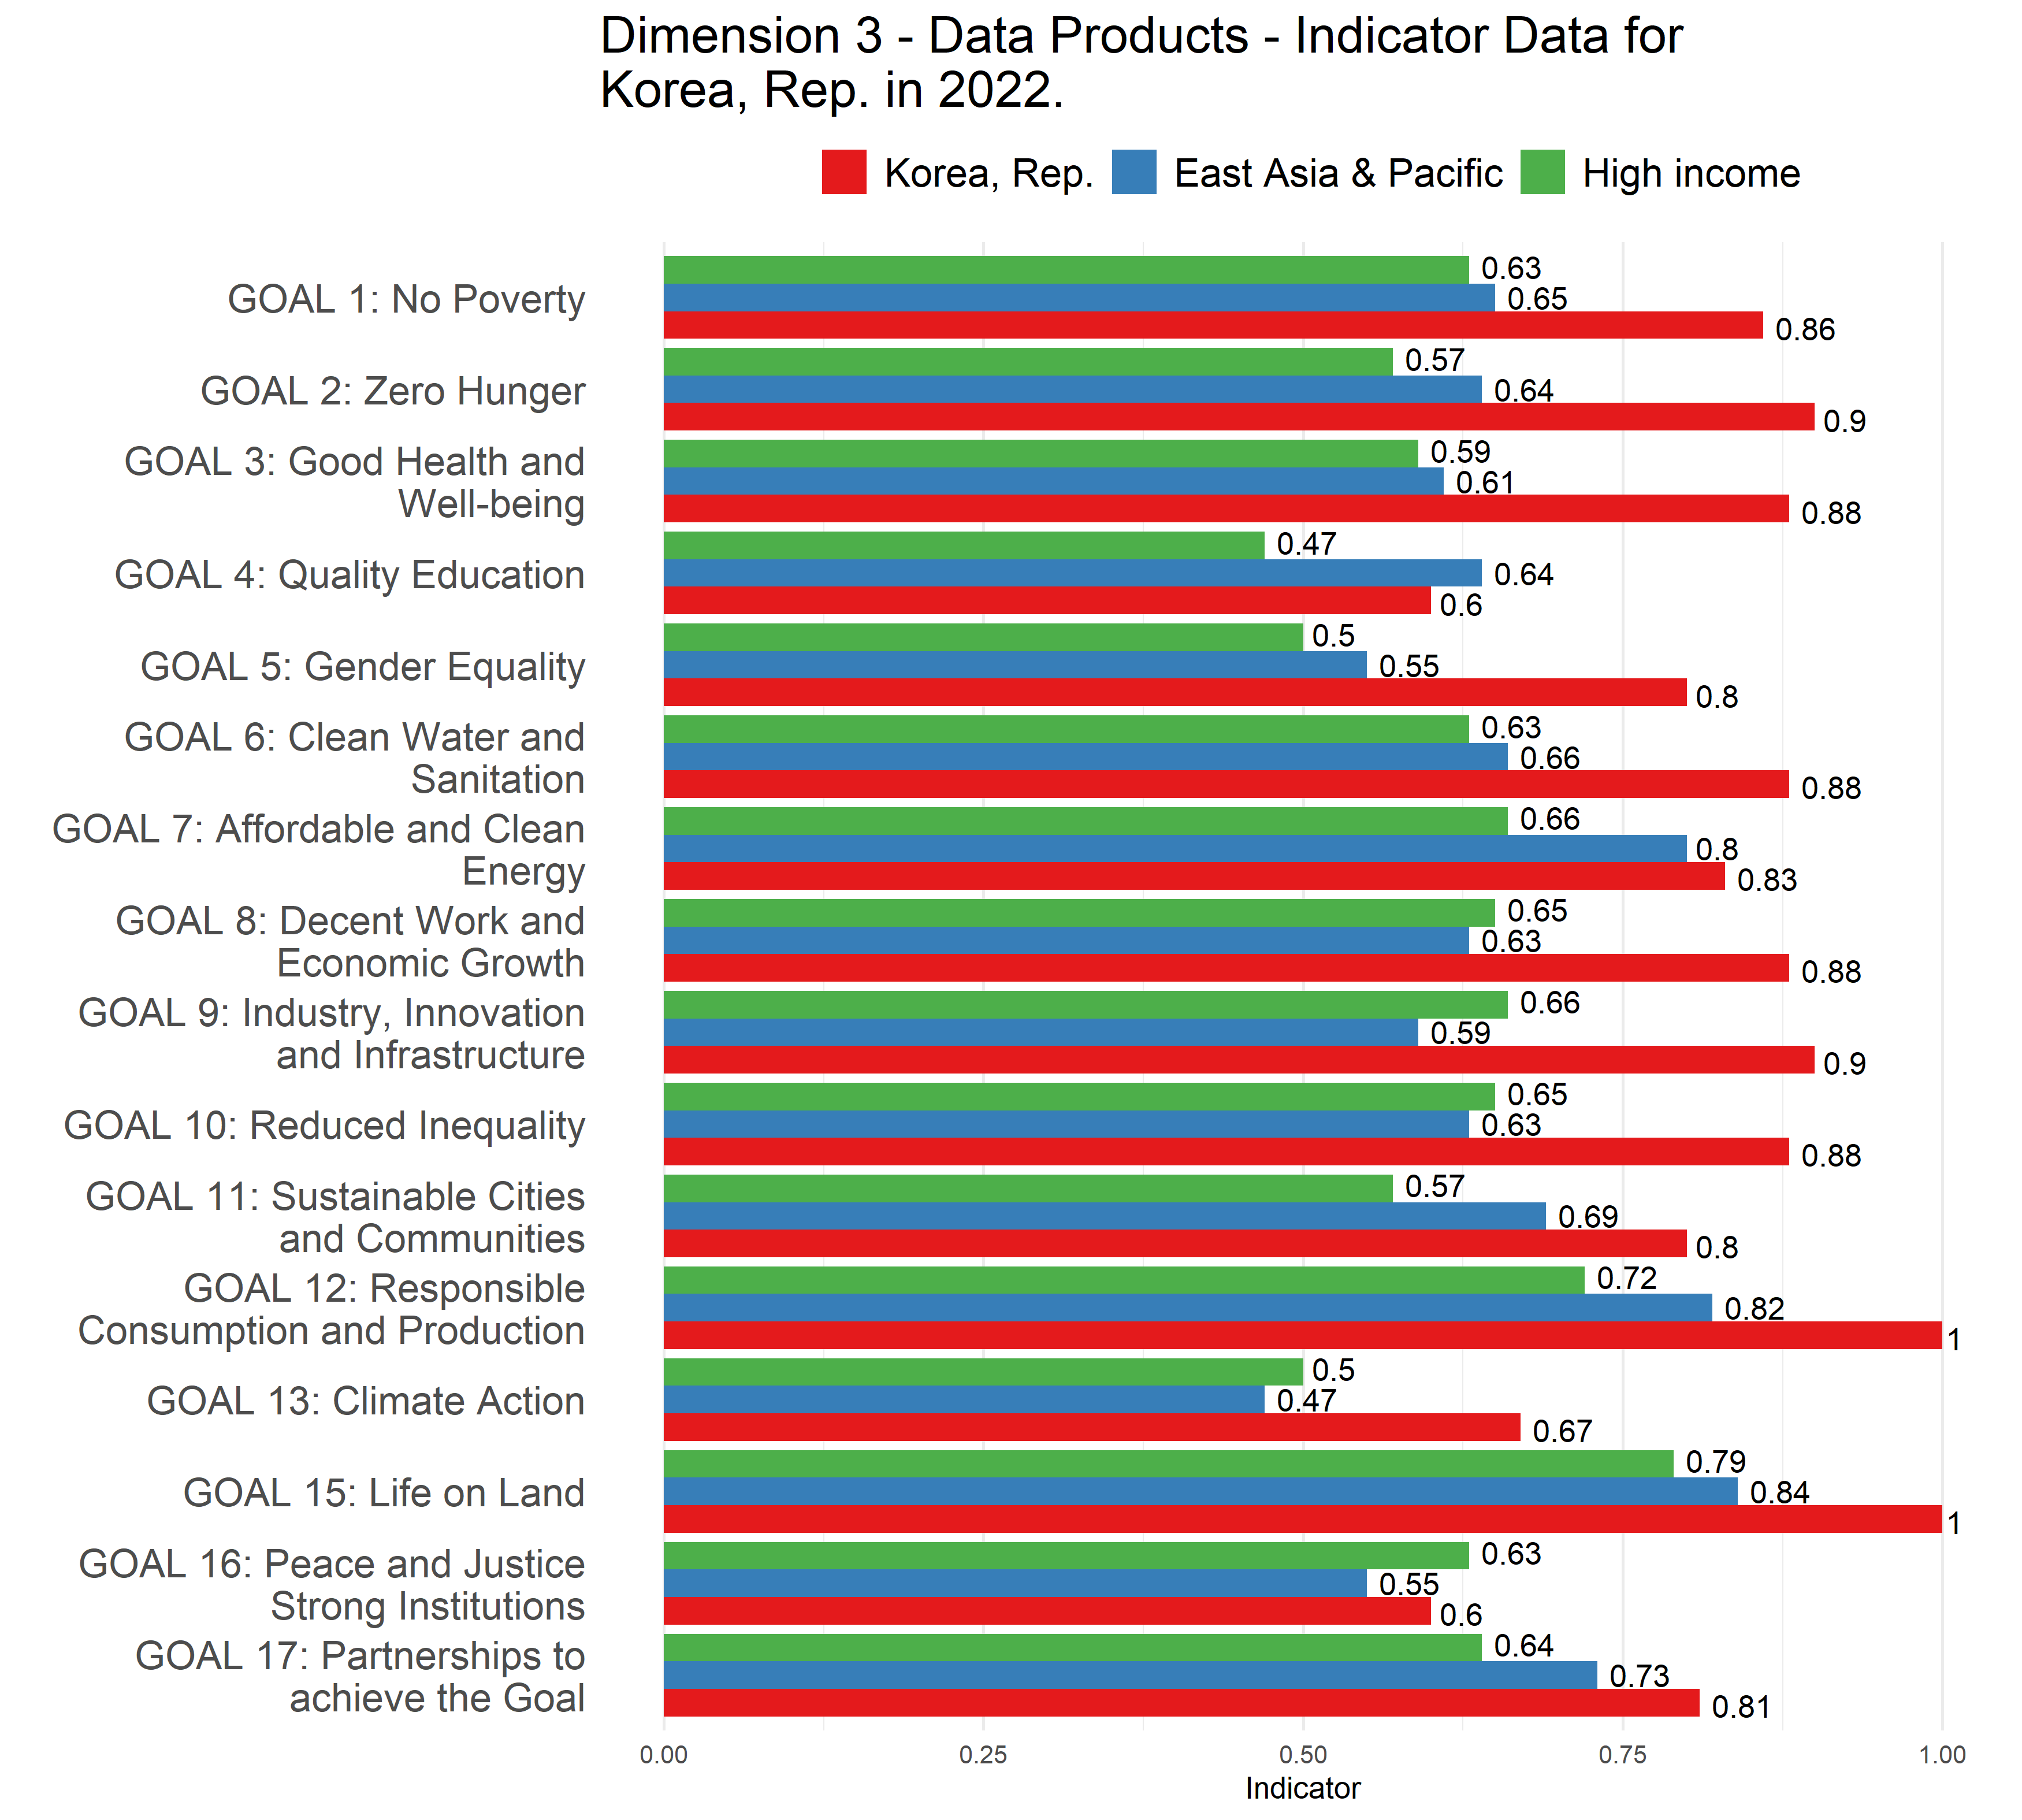 Dimension 3 - Data Products - Indicator Data for
Korea, Rep. in 2022.
Korea, Rep. East Asia & Pacific High income
GOAL 1: No Poverty
0.63
0.65
0.86
GOAL 2: Zero Hunger
0.57
0.64
0.9
GOAL 3: Good Health and
Well-being
0.59
0.61
0.88
GOAL 4: Quality Education
0.47
0.64
0.6
GOAL 5: Gender Equality
0.5
0.55
0.8
GOAL 6: Clean Water and
Sanitation
0.63
0.66
0.88
GOAL 7: Affordable and Clean
Energy
0.66
0.8
0.83
GOAL 8: Decent Work and
Economic Growth
0.65
0.63
0.88
GOAL 9: Industry, Innovation
and Infrastructure
0.66
0.59
0.9
GOAL 10: Reduced Inequality
0.65
0.63
0.88
GOAL 11: Sustainable Cities
and Communities
0.57
0.69
0.8
GOAL 12: Responsible
Consumption and Production
0.72
0.82
1
GOAL 13: Climate Action
0.5
0.47
0.67
GOAL 15: Life on Land
0.79
0.84
1
GOAL 16: Peace and Justice
Strong Institutions
0.63
0.55
0.6
GOAL 17: Partnerships to
achieve the Goal
0.64
0.73
0.81
0.00 0.25 0.50 0.75 1.00
Indicator